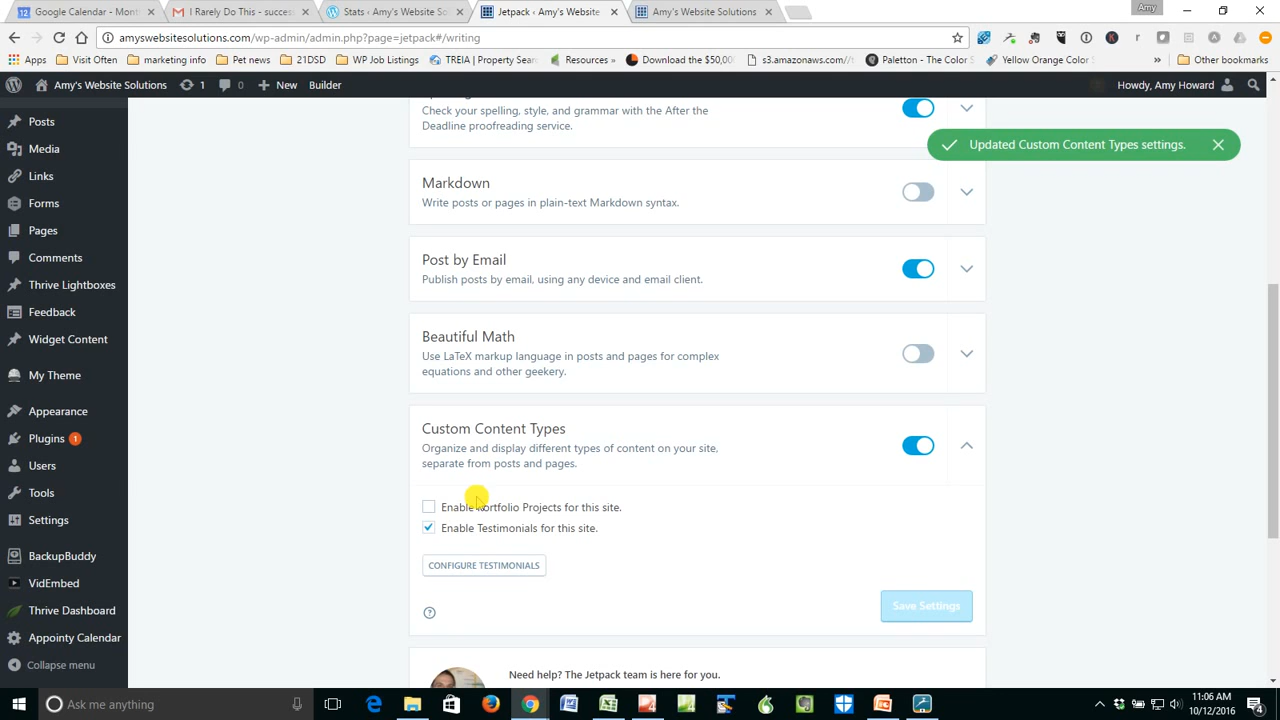 Google Calendar - Month
I Rarely Do This - success
Stats ‹ Amy's Website So
Jetpack ‹ Amy's Website
Amy's Website Solutions
Amy
amyswebsitesolutions.com/wp-admin/admin.php?page=jetpack#/writing
Apps
Visit Often
marketing info
Pet news
21DSD
WP Job Listings
TREIA | Property Sear
Resources »
Download the $50,00
s3.amazonaws.com//t
Paletton - The Color S
Yellow Orange Color
»
Other bookmarks
Amy's Website Solutions
1
0
New
Builder
Howdy, Amy Howard
Posts
Media
Links
Forms
Pages
Comments
Thrive Lightboxes
Feedback
Widget Content
My Theme
Appearance
Plugins 1
Users
Tools
Settings
BackupBuddy
VidEmbed
Thrive Dashboard
Appointy Calendar
Collapse menu
Check your spelling, style, and grammar with the After the
Deadline proofreading service.
Updated Custom Content Types settings.
Markdown
Write posts or pages in plain-text Markdown syntax.
Post by Email
Publish posts by email, using any device and email client.
Beautiful Math
Use LaTeX markup language in posts and pages for complex
equations and other geekery.
Custom Content Types
Organize and display different types of content on your site,
separate from posts and pages.
Enable Portfolio Projects for this site.
Enable Testimonials for this site.
CONFIGURE TESTIMONIALS
Save Settings
Need help? The Jetpack team is here for you.
Ask me anything
11:06 AM
10/12/2016
4